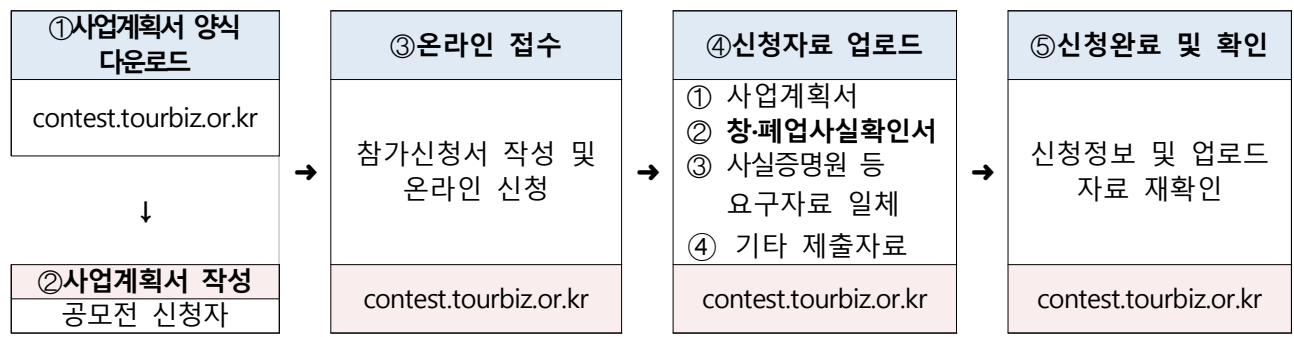 ①사업계획서 양식
다운로드
contest.tourbiz.or.kr
↓
②사업계획서 작성
공모전 신청자
➜
③온라인 접수
참가신청서 작성 및
온라인 신청
contest.tourbiz.or.kr
➜
④신청자료 업로드
① 사업계획서
② 창·폐업사실확인서
③ 사실증명원 등
요구자료 일체
④ 기타 제출자료
contest.tourbiz.or.kr
➜
⑤신청완료 및 확인
신청정보 및 업로드
자료 재확인
contest.tourbiz.or.kr